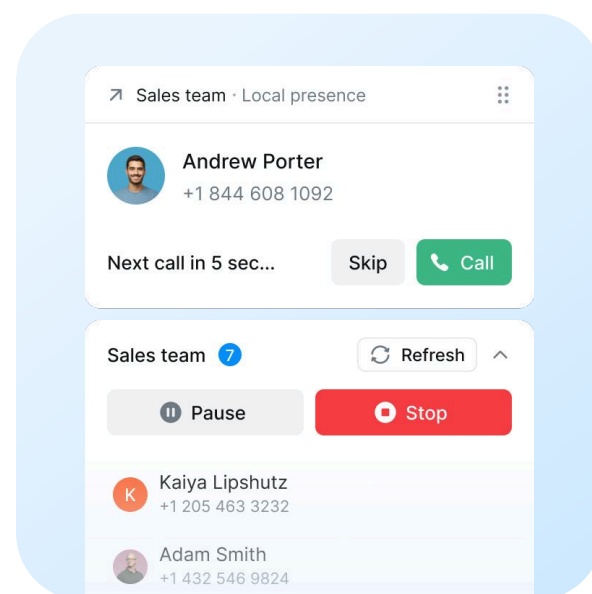 Sales team · Local presence
Andrew Porter
+1 844 608 1092
Next call in 5 sec...
Skip
Call
Sales team 7
Refresh
Pause
Stop
K
Kaiya Lipshutz
+1 205 463 3232
Adam Smith
+1 432 546 9824